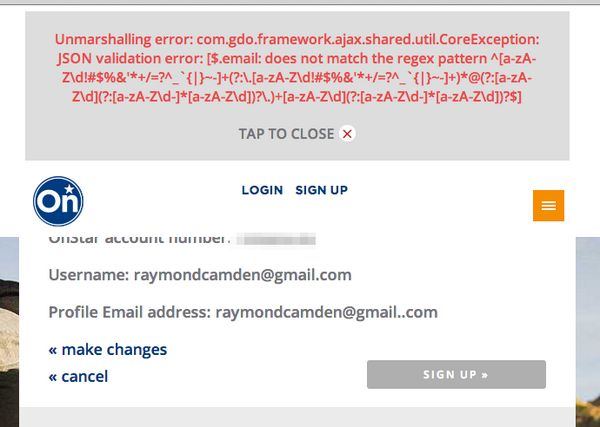 Unmarshalling error: com.gdo.framework.ajax.shared.util.CoreException:
JSON validation error: [$.email: does not match the regex pattern ^[a-zA-
Z\d!#$%&'*+/=?^_`{|}~-]+(?:\.[a-zA-Z\d!#$%&'*+/=?^_`{|}~-]+)*@(?:[a-zA-
Z\d](?:[a-zA-Z\d-]*[a-zA-Z\d])?\.)+[a-zA-Z\d](?:[a-zA-Z\d-]*[a-zA-Z\d])?$]
TAP TO CLOSE
On
LOGIN SIGN UP
OnStar account number:
Username: raymondcamden@gmail.com
Profile Email address: raymondcamden@gmail..com
« make changes
« cancel
SIGN UP »